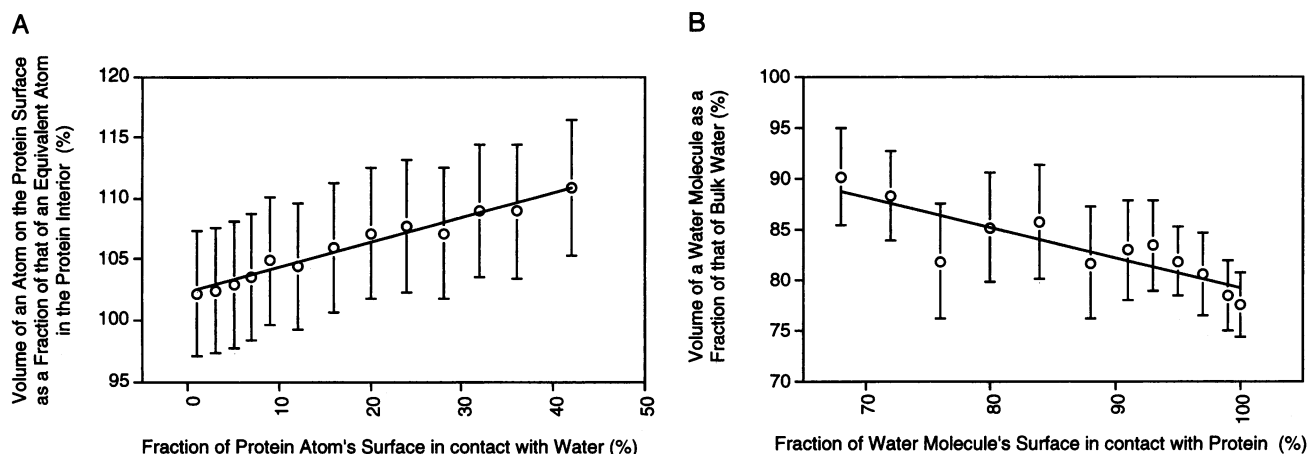 A
Volume of an Atom on the Protein Surface
as a Fraction of that of an Equivalent Atom
in the Protein Interior (%)
120
115
110
105
100
95
0
10
20
30
40
50
Fraction of Protein Atom's Surface in contact with Water (%)
B
Volume of a Water Molecule as a
Fraction of that of Bulk Water (%)
100
95
90
85
80
75
70
70
80
90
100
Fraction of Water Molecule's Surface in contact with Protein (%)